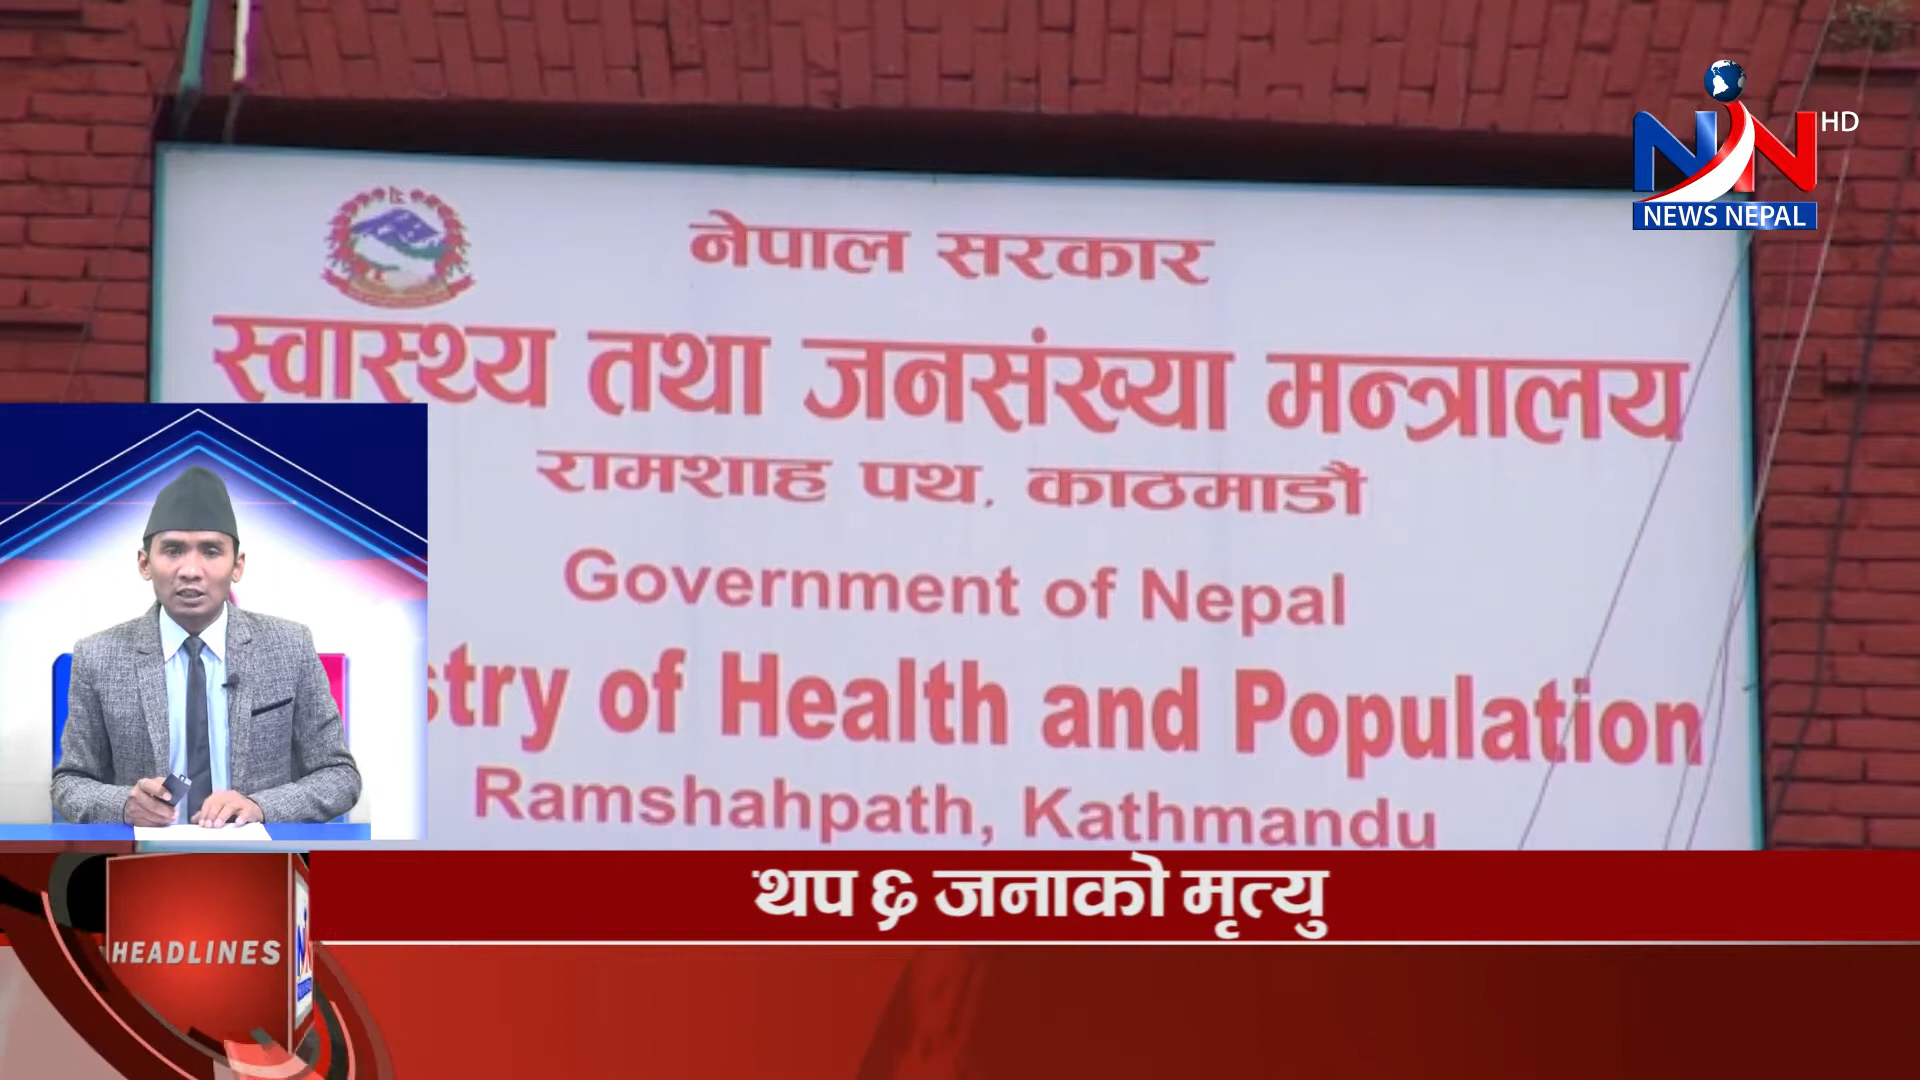 HD
NEWS NEPAL
नेपाल सरकार
स्वास्थ्य तथा जनसंख्या मन्त्रालय
रामशाह पथ, काठमाडौं
Government of Nepal
of Health and Population
Ramshahpath, Kathmandu
थप ६ जनाको मृत्यु
HEADLINES